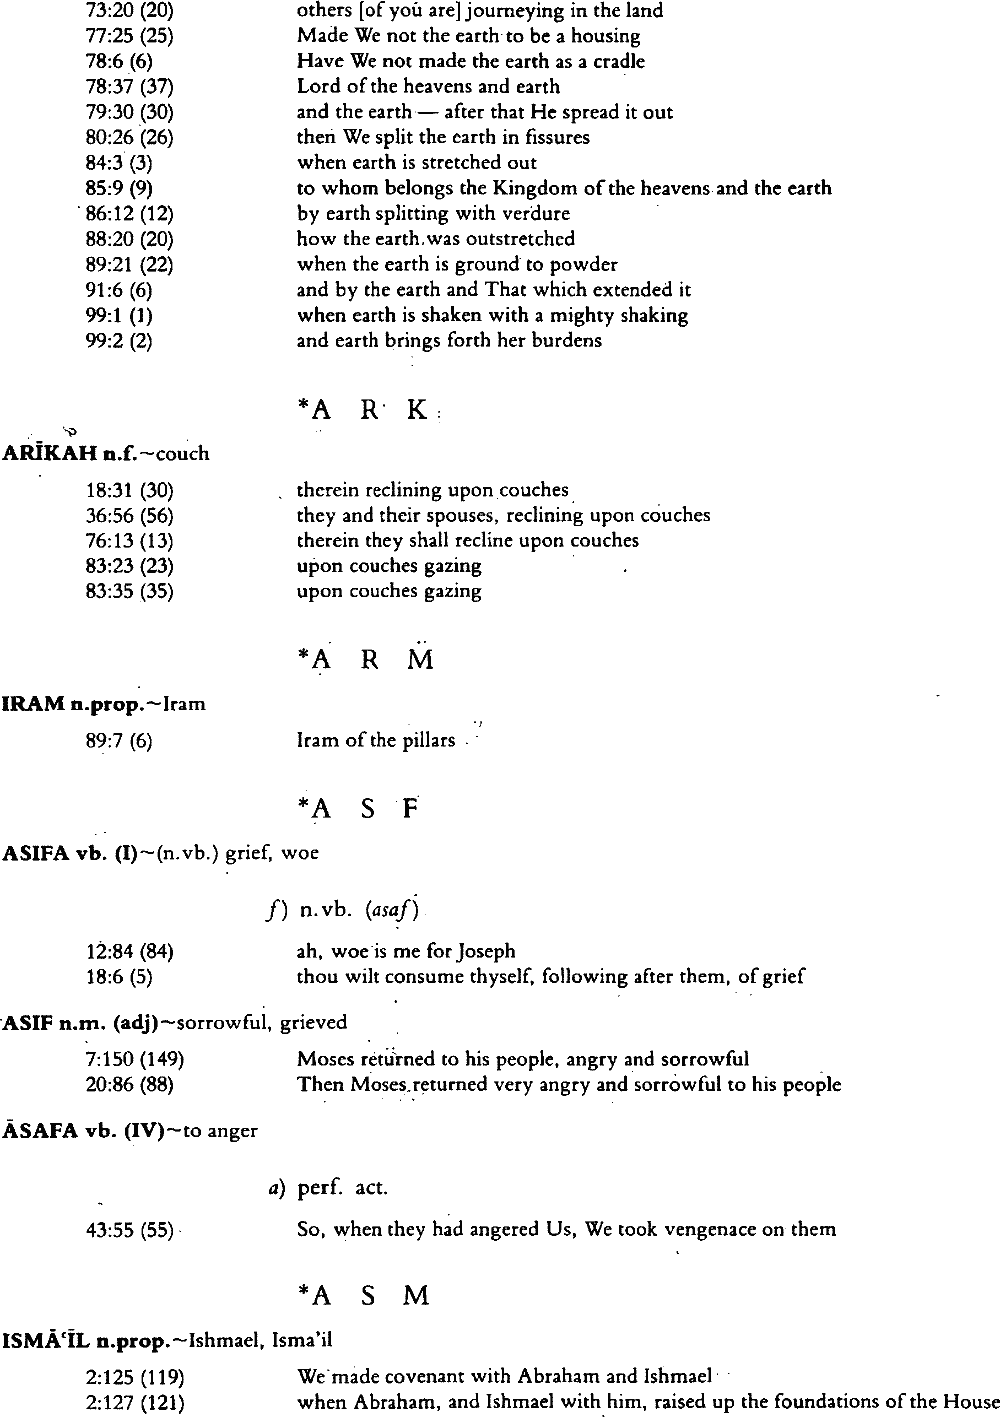 73:20 (20) others [of you are] journeying in the land
77:25 (25) Made We not the earth to be a housing
78:6 (6) Have We not made the earth as a cradle
78:37 (37) Lord of the heavens and earth
79:30 (30) and the earth — after that He spread it out
80:26 (26) then We split the earth in fissures
84:3 (3) when earth is stretched out
85:9 (9) to whom belongs the Kingdom of the heavens and the earth
86:12 (12) by earth splitting with verdure
88:20 (20) how the earth was outstretched
89:21 (22) when the earth is ground to powder
91:6 (6) and by the earth and That which extended it
99:1 (1) when earth is shaken with a mighty shaking
99:2 (2) and earth brings forth her burdens
*A R K
ARĪKAH n.f.~couch
18:31 (30) therein reclining upon couches
36:56 (56) they and their spouses, reclining upon couches
76:13 (13) therein they shall recline upon couches
83:23 (23) upon couches gazing
83:35 (35) upon couches gazing
*A R M
IRAM n.prop.~Iram
89:7 (6) Iram of the pillars
*A S F
ASIFA vb. (I)~(n.vb.) grief, woe
f) n.vb. (asaf)
12:84 (84) ah, woe is me for Joseph
18:6 (5) thou wilt consume thyself, following after them, of grief
ASIF n.m. (adj)~sorrowful, grieved
7:150 (149) Moses returned to his people, angry and sorrowful
20:86 (88) Then Moses returned very angry and sorrowful to his people
ĀSAFA vb. (IV)~to anger
a) perf. act.
43:55 (55) So, when they had angered Us, We took vengenace on them
*A S M
ISMĀʿĪL n.prop.~Ishmael, Isma'il
2:125 (119) We made covenant with Abraham and Ishmael
2:127 (121) when Abraham, and Ishmael with him, raised up the foundations of the House